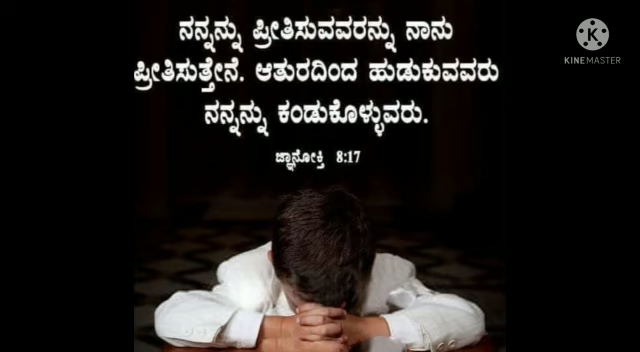 ನನ್ನನ್ನು ಪ್ರೀತಿಸುವವರನ್ನು ನಾನು
ಪ್ರೀತಿಸುತ್ತೇನೆ. ಆತುರದಿಂದ ಹುಡುಕುವವರು
ನನ್ನನ್ನು ಕಂಡುಕೊಳ್ಳುವರು.
ಜ್ಞಾನೋಕ್ತಿ 8:17
K
KINEMASTER